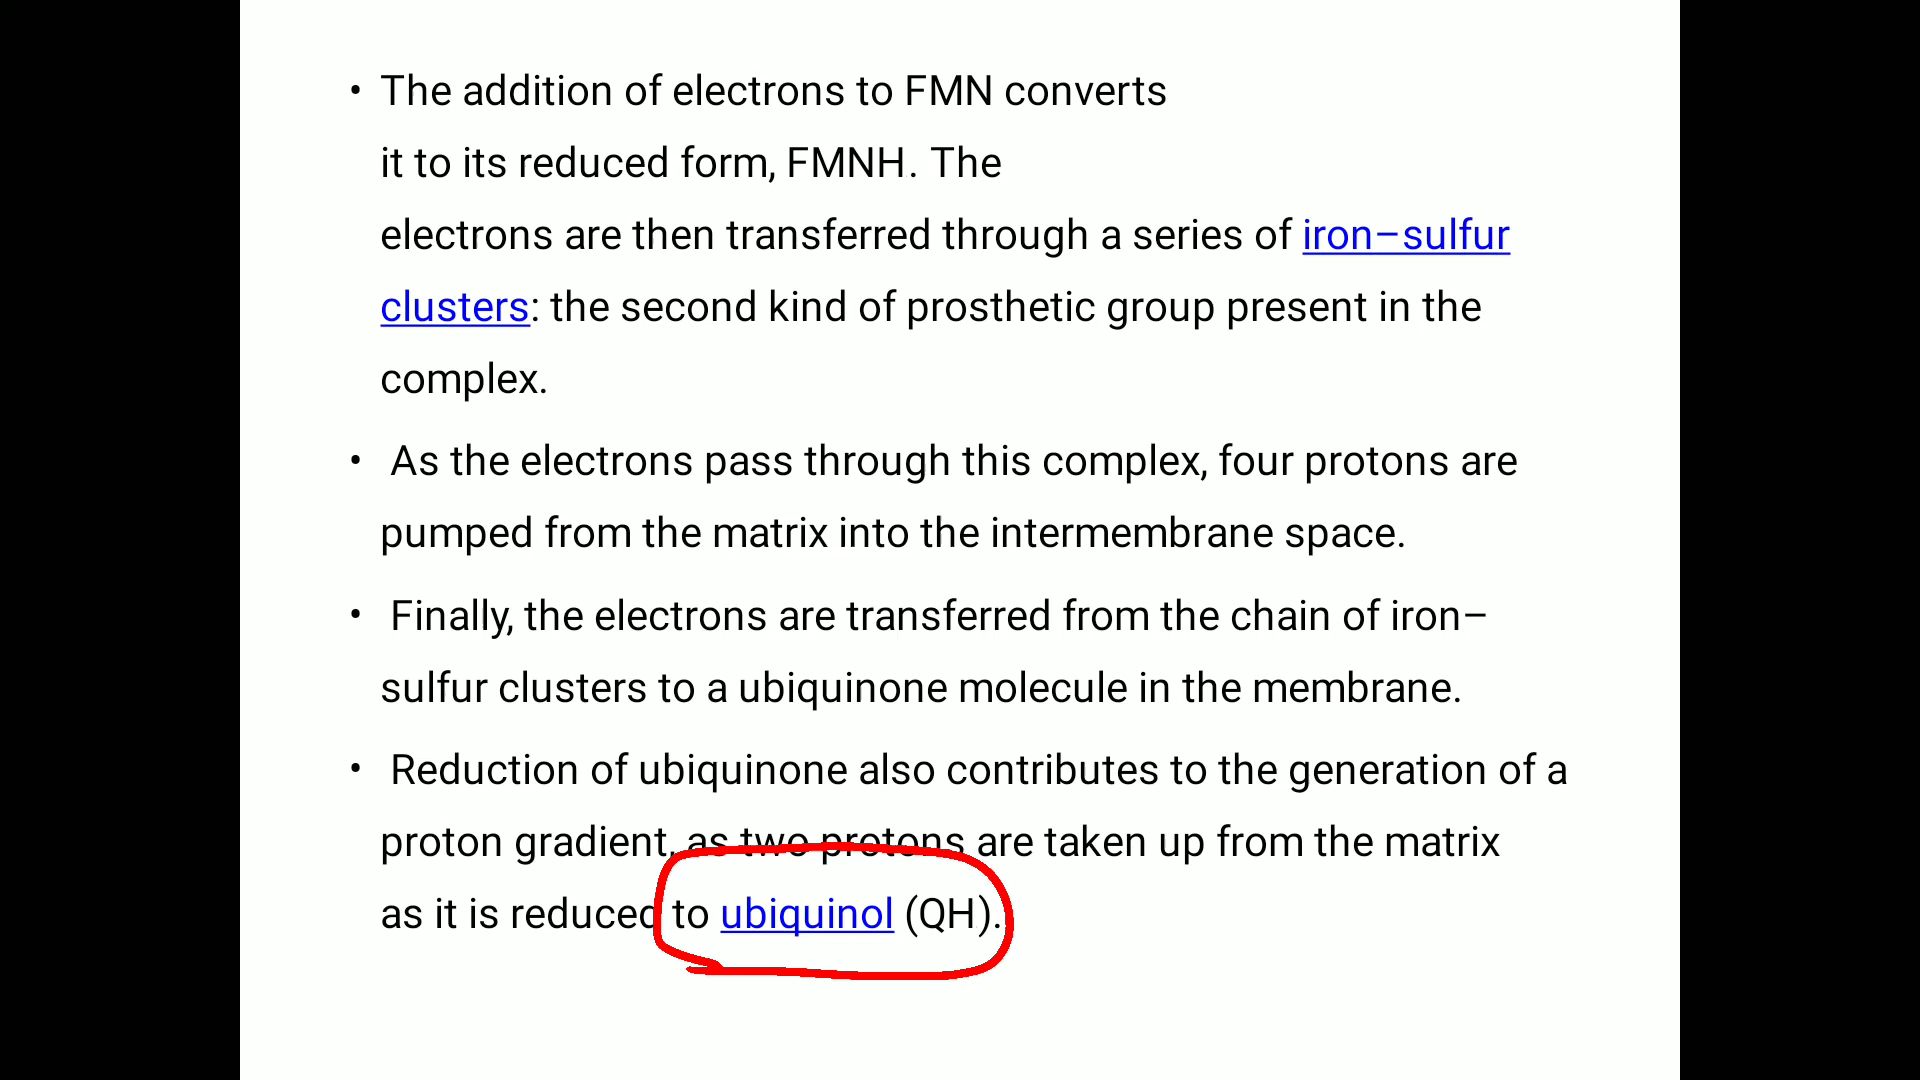 • The addition of electrons to FMN converts
it to its reduced form, FMNH. The
electrons are then transferred through a series of iron–sulfur
clusters: the second kind of prosthetic group present in the
complex.
• As the electrons pass through this complex, four protons are
pumped from the matrix into the intermembrane space.
• Finally, the electrons are transferred from the chain of iron–
sulfur clusters to a ubiquinone molecule in the membrane.
• Reduction of ubiquinone also contributes to the generation of a
proton gradient, as two protons are taken up from the matrix
as it is reduced to ubiquinol (QH).